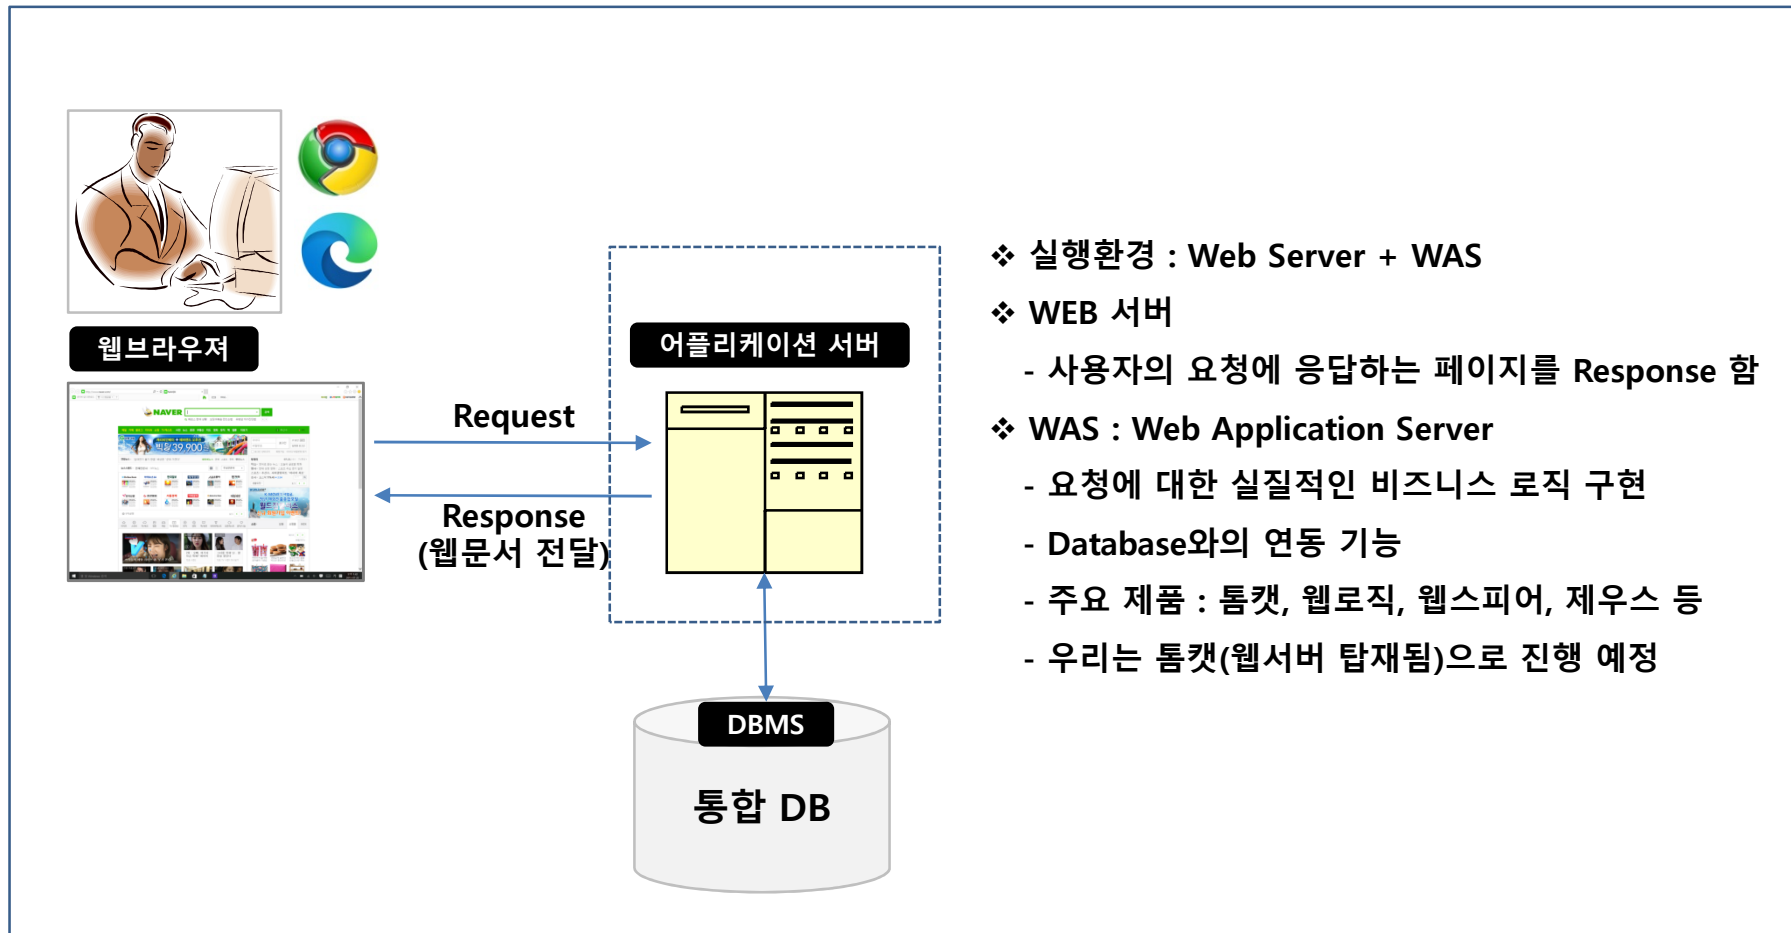 웹브라우져
NAVER
39,900
Request
Response
(웹문서 전달)
어플리케이션 서버
DBMS
통합 DB
❖ 실행환경 : Web Server + WAS
❖ WEB 서버
- 사용자의 요청에 응답하는 페이지를 Response 함
❖ WAS : Web Application Server
- 요청에 대한 실질적인 비즈니스 로직 구현
- Database와의 연동 기능
- 주요 제품 : 톰캣, 웹로직, 웹스피어, 제우스 등
- 우리는 톰캣(웹서버 탑재됨)으로 진행 예정